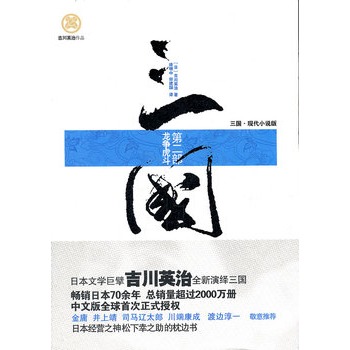 吉川英治作品
三國
第二部
龙争虎斗
三国·现代小说版
日本文学巨擘 吉川英治 全新演绎三国
畅销日本70余年 总销量超过2000万册
中文版全球首次正式授权
金庸 井上靖 司马辽太郎 川端康成 渡边淳一 敬意推荐
日本经营之神松下幸之助的枕边书